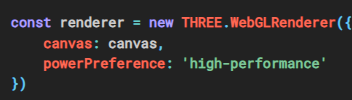 const renderer = new THREE.WebGLRenderer({
    canvas: canvas,
    powerPreference: 'high-performance'
})